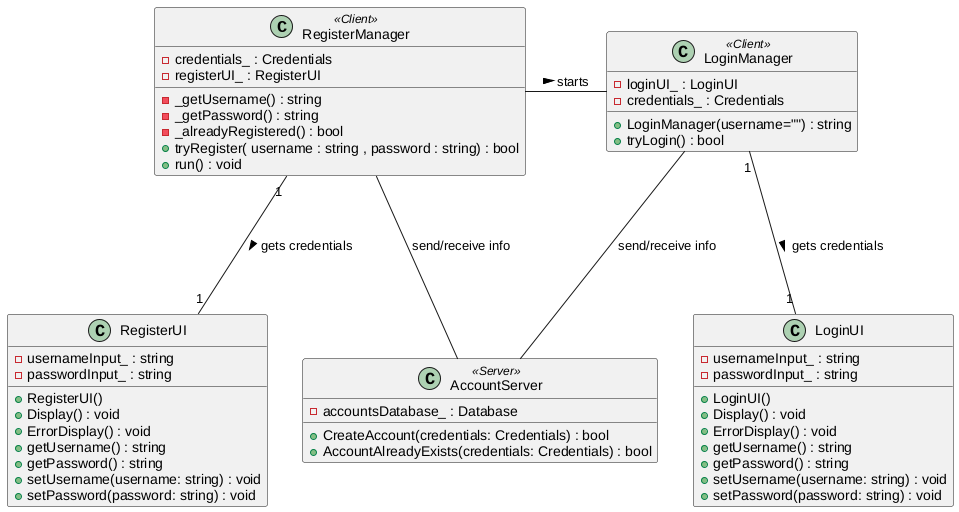 C
«Client»
RegisterManager
credentials_ : Credentials
registerUI_ : RegisterUI
_getUsername() : string
_getPassword() : string
_alreadyRegistered() : bool
tryRegister( username : string , password : string) : bool
run() : void
starts
C
«Client»
LoginManager
loginUI_ : LoginUI
credentials_ : Credentials
LoginManager(username="") : string
tryLogin() : bool
1
gets credentials
1
send/receive info
send/receive info
1
gets credentials
1
C
RegisterUI
usernameInput_ : string
passwordInput_ : string
RegisterUI()
Display() : void
ErrorDisplay() : void
getUsername() : string
getPassword() : string
setUsername(username: string) : void
setPassword(password: string) : void
C
«Server»
AccountServer
accountsDatabase_ : Database
CreateAccount(credentials: Credentials) : bool
AccountAlreadyExists(credentials: Credentials) : bool
C
LoginUI
usernameInput_ : string
passwordInput_ : string
LoginUI()
Display() : void
ErrorDisplay() : void
getUsername() : string
getPassword() : string
setUsername(username: string) : void
setPassword(password: string) : void